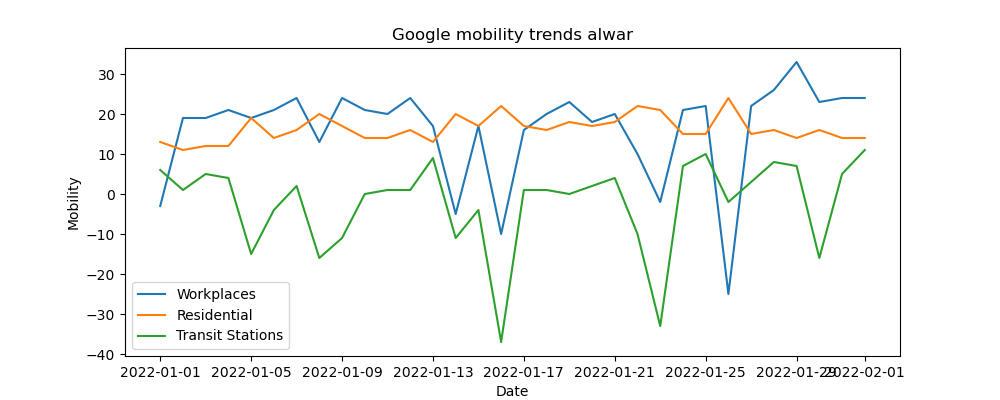 Google mobility trends alwar
Mobility
30
20
10
0
−10
−20
−30
−40
Workplaces
Residential
Transit Stations
2022-01-01 2022-01-05 2022-01-09 2022-01-13 2022-01-17 2022-01-21 2022-01-25 2022-01-29 2022-02-01
Date